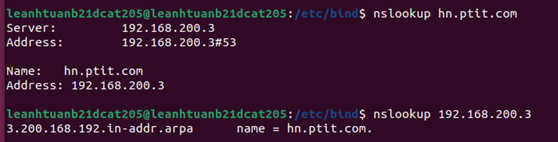 leanhtuanb21dcat205@leanhtuanb21dcat205:/etc/bind$ nslookup hn.ptit.com
Server:		192.168.200.3
Address:	192.168.200.3#53
Name:	hn.ptit.com
Address: 192.168.200.3
leanhtuanb21dcat205@leanhtuanb21dcat205:/etc/bind$ nslookup 192.168.200.3
3.200.168.192.in-addr.arpa	name = hn.ptit.com.